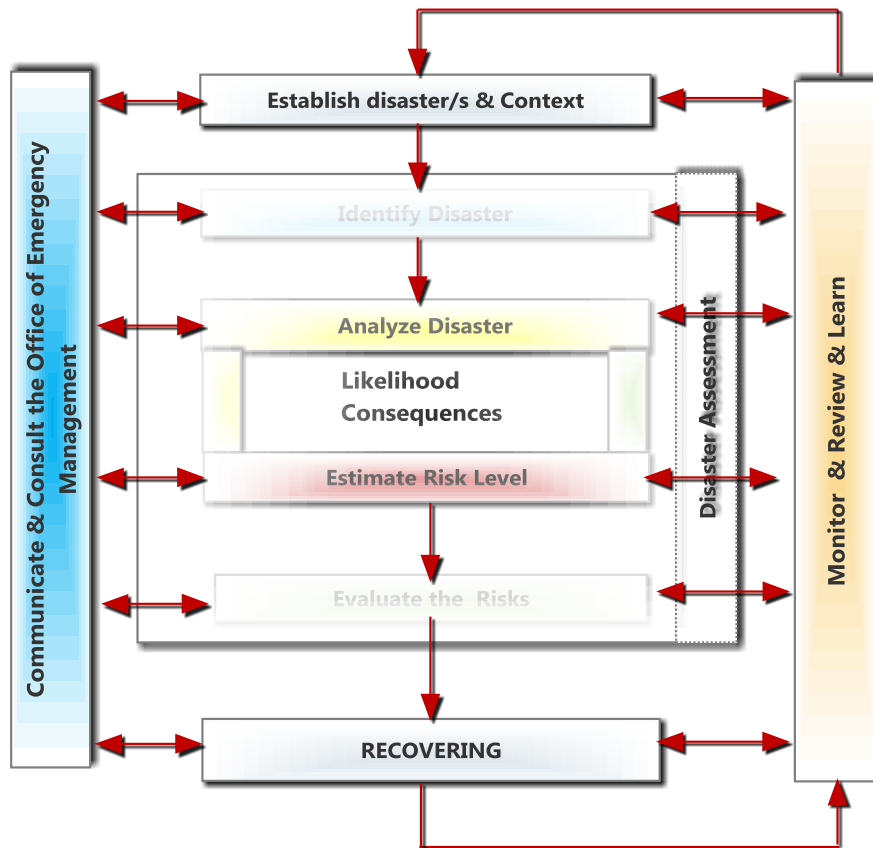 Establish disaster/s & Context
Identify Disaster
Analyze Disaster
Likelihood
Consequences
Estimate Risk Level
Evaluate the Risks
RECOVERING
Communicate & Consult the Office of Emergency
Management
Disaster Assessment
Monitor & Review & Learn